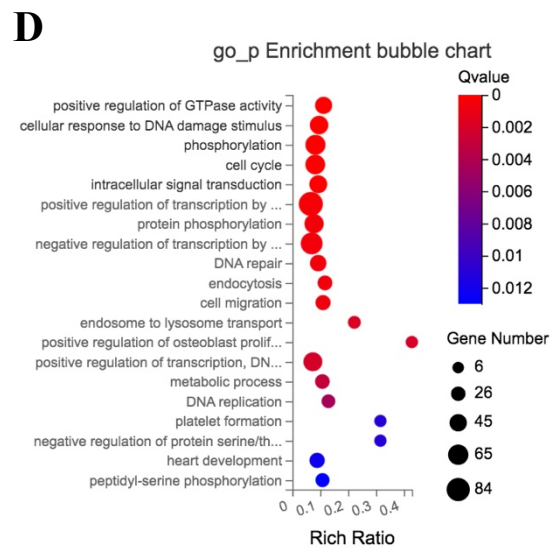 D
go_p Enrichment bubble chart
positive regulation of GTPase activity
cellular response to DNA damage stimulus
phosphorylation
cell cycle
intracellular signal transduction
positive regulation of transcription by ...
protein phosphorylation
negative regulation of transcription by ...
DNA repair
endocytosis
cell migration
endosome to lysosome transport
positive regulation of osteoblast prolif...
positive regulation of transcription, DN...
metabolic process
DNA replication
platelet formation
negative regulation of protein serine/th...
heart development
peptidyl-serine phosphorylation
0 0.1 0.2 0.3 0.4
Rich Ratio
Qvalue
0
0.002
0.004
0.006
0.008
0.01
0.012
Gene Number
6
26
45
65
84